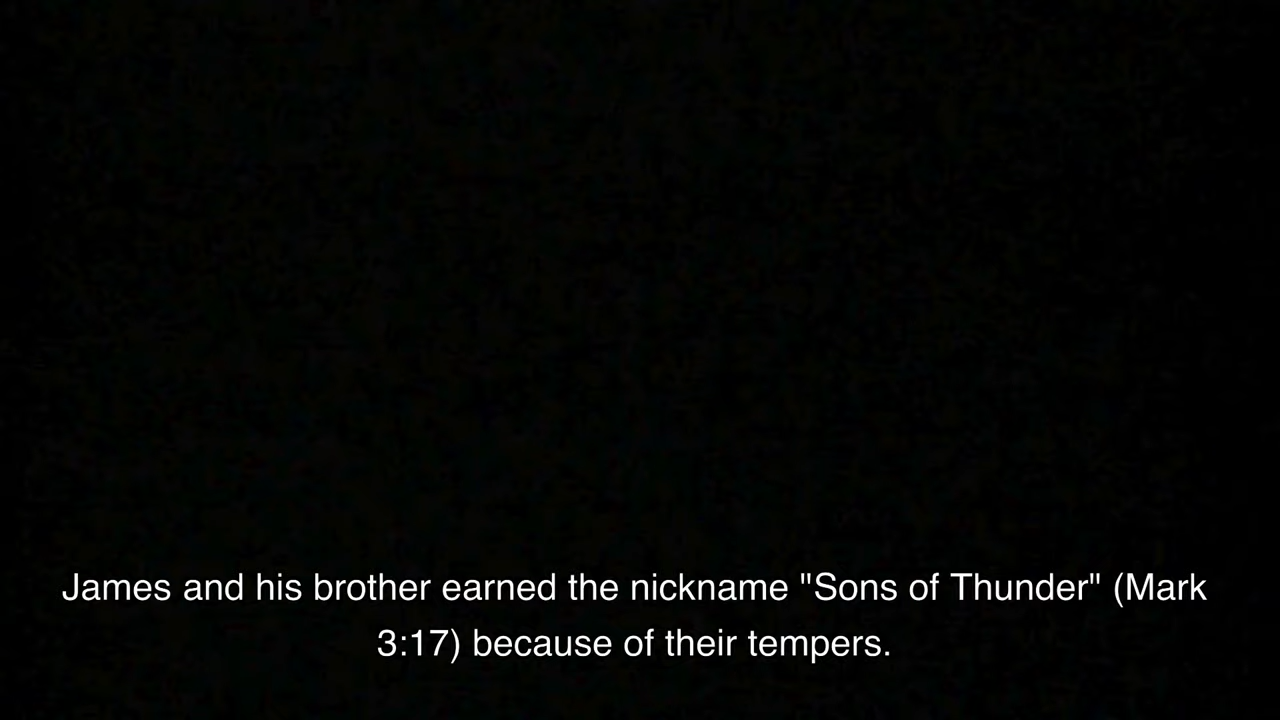 James and his brother earned the nickname "Sons of Thunder" (Mark
3:17) because of their tempers.